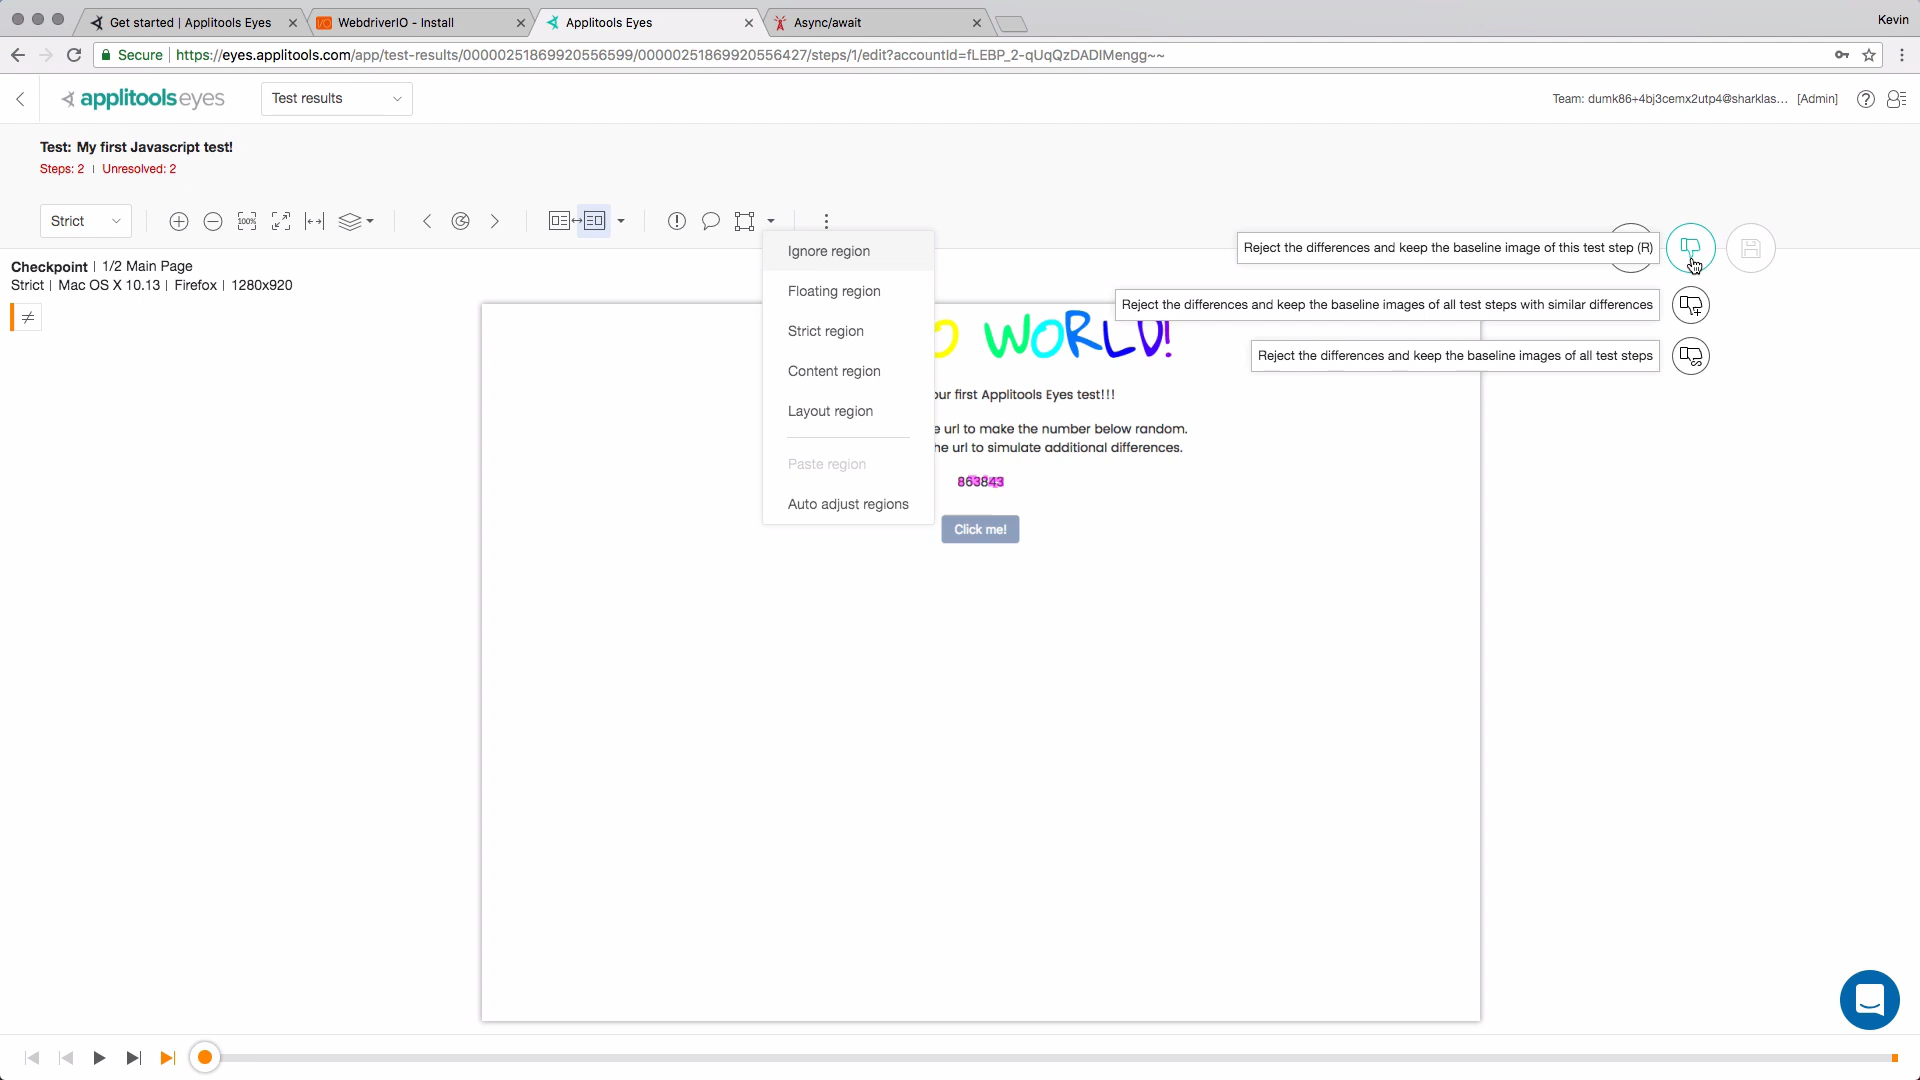 Get started | Applitools Eyes
WebdriverIO - Install
Applitools Eyes
Async/await
Kevin
Secure
https://eyes.applitools.com/app/test-results/00000251869920556599/00000251869920556427/steps/1/edit?accountId=fLEBP_2-qUqQzDADIMengg~~
applitools eyes
Test results
Team: dumk86+4bj3cemx2utp4@sharklas... [Admin]
Test: My first Javascript test!
Steps: 2 | Unresolved: 2
Strict
100%
Checkpoint | 1/2 Main Page
Strict | Mac OS X 10.13 | Firefox | 1280x920
≠
Ignore region
Floating region
Strict region
Content region
Layout region
Paste region
Auto adjust regions
Reject the differences and keep the baseline image of this test step (R)
Reject the differences and keep the baseline images of all test steps with similar differences
Reject the differences and keep the baseline images of all test steps
O WORLD!
our first Applitools Eyes test!!!
e url to make the number below random.
he url to simulate additional differences.
Click me!